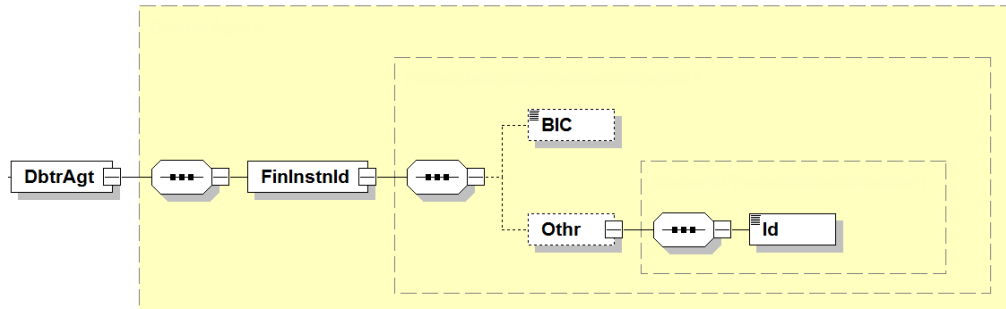 BIC
DbtrAgt
FinInstnId
Othr
Id